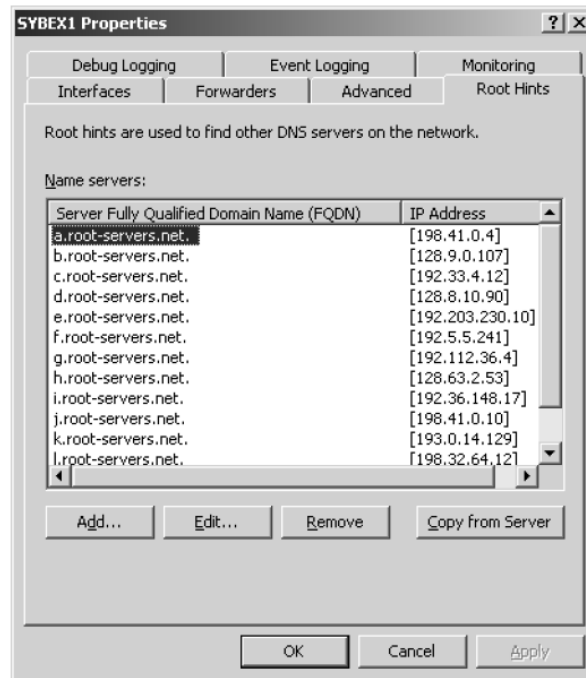 SYBEX1 Properties
Debug Logging Event Logging Monitoring
Interfaces Forwarders Advanced Root Hints
Root hints are used to find other DNS servers on the network.
Name servers:
Server Fully Qualified Domain Name (FQDN) IP Address
a.root-servers.net. [198.41.0.4]
b.root-servers.net. [128.9.0.107]
c.root-servers.net. [192.33.4.12]
d.root-servers.net. [128.8.10.90]
e.root-servers.net. [192.203.230.10]
f.root-servers.net. [192.5.5.241]
g.root-servers.net. [192.112.36.4]
h.root-servers.net. [128.63.2.53]
i.root-servers.net. [192.36.148.17]
j.root-servers.net. [198.41.0.10]
k.root-servers.net. [193.0.14.129]
l.root-servers.net. [198.32.64.12]
Add... Edit... Remove Copy from Server
OK Cancel Apply